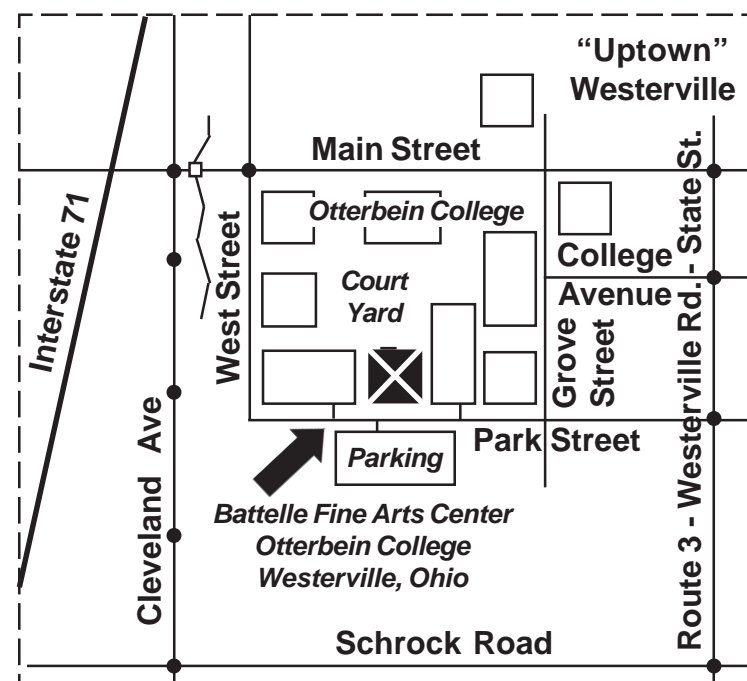 “Uptown”
Westerville
Main Street
Interstate 71
West Street
Otterbein College
Court
Yard
College
Avenue
Grove
Street
Route 3 - Westerville Rd. - State St.
Cleveland Ave
Park Street
Parking
Battelle Fine Arts Center
Otterbein College
Westerville, Ohio
Schrock Road